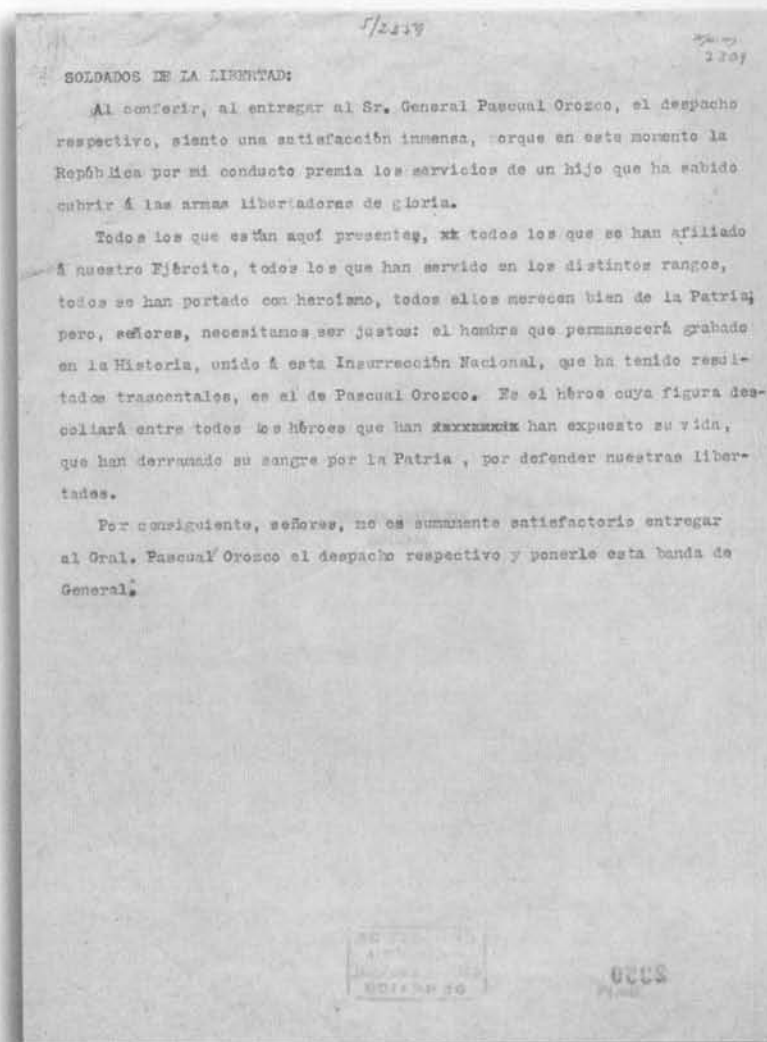 5/2339
2309
SOLDADOS DE LA LIBERTAD:
Al conferir, al entregar al Sr. General Pascual Orozco, el despacho
respectivo, siento una satisfacción inmensa, orque en este momento la
República por mi conducto premia los servicios de un hijo que ha sabido
cubrir á las armas libertadoras de gloria.
Todos los que están aquí presentes, xx todos los que se han afiliado
á nuestro Ejército, todos los que han servido en los distintos rangos,
todos se han portado con heroísmo, todos ellos merecen bien de la Patria;
pero, señores, necesitamos ser justos: el hombre que permanecerá grabado
en la Historia, unido á esta Insurrección Nacional, que ha tenido resul-
tados trascentales, es el de Pascual Orozco. Es el héroe cuya figura des-
collará entre todos los héroes que han han expuesto su vida,
que han derramado su sangre por la Patria , por defender nuestras liber-
tades.
Por consiguiente, señores, me es sumamente satisfactorio entregar
al Gral. Pascual Orozco el despacho respectivo y ponerle esta banda de
General.